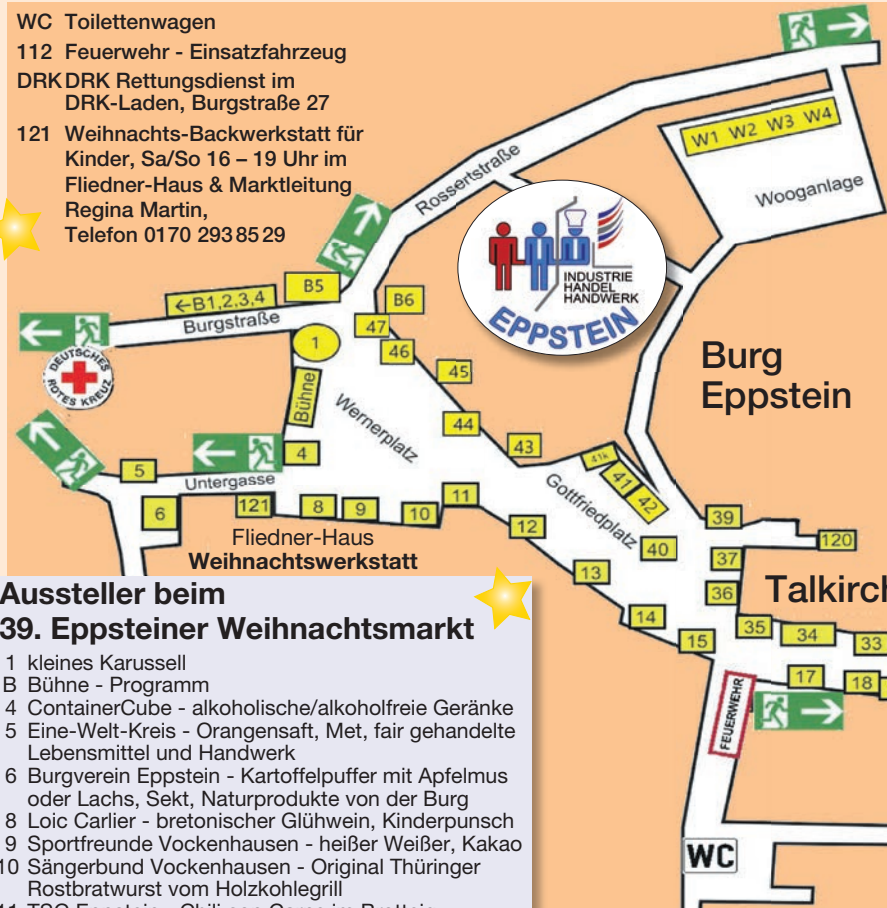 WC Toilettenwagen
112 Feuerwehr - Einsatzfahrzeug
DRK DRK Rettungsdienst im
DRK-Laden, Burgstraße 27
121 Weihnachts-Backwerkstatt für
Kinder, Sa/So 16 – 19 Uhr im
Fliedner-Haus & Marktleitung
Regina Martin,
Telefon 0170 2938529
W1 W2 W3 W4
Wooganlage
Rossertstraße
INDUSTRIE
HANDEL
HANDWERK
EPPSTEIN
←B1,2,3,4
B5
B6
Burgstraße
DEUTSCHES
ROTES KREUZ
1
47
46
45
Bühne
Wernerplatz
44
43
Burg
Eppstein
4
5
Untergasse
6
121
8
9
10
11
12
Gottfriedplatz
41k
41
42
39
40
120
37
13
36
14
15
Fliedner-Haus
Weihnachtswerkstatt
Talkirch
35
34
33
17
18
FEUERWEHR
WC
Aussteller beim
39. Eppsteiner Weihnachtsmarkt
1 kleines Karussell
B Bühne - Programm
4 ContainerCube - alkoholische/alkoholfreie Geränke
5 Eine-Welt-Kreis - Orangensaft, Met, fair gehandelte
Lebensmittel und Handwerk
6 Burgverein Eppstein - Kartoffelpuffer mit Apfelmus
oder Lachs, Sekt, Naturprodukte von der Burg
8 Loic Carlier - bretonischer Glühwein, Kinderpunsch
9 Sportfreunde Vockenhausen - heißer Weißer, Kakao
10 Sängerbund Vockenhausen - Original Thüringer
Rostbratwurst vom Holzkohlegrill